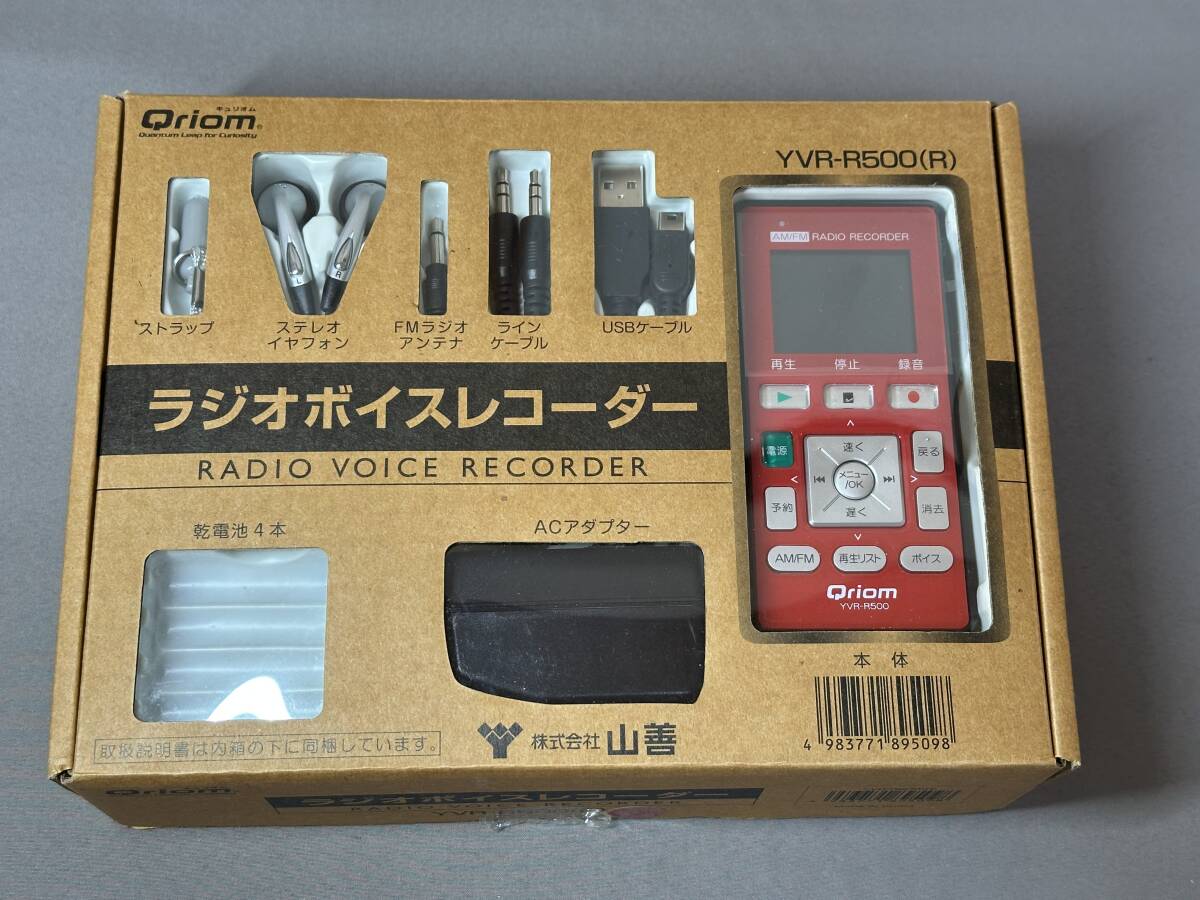 キュリオム
Qriom®
Quantum Leap for Curiosity
YVR-R500(R)
ストラップ
ステレオ
イヤフォン
L
R
FMラジオ
アンテナ
ライン
ケーブル
USBケーブル
ラジオボイスレコーダー
RADIO VOICE RECORDER
乾電池4本
ACアダプター
取扱説明書は内箱の下に同梱しています。
株式会社 山善
AM/FM RADIO RECORDER
再生
停止
録音
電源
速く
戻る
メニュー
/OK
予約
遅く
消去
AM/FM
再生リスト
ボイス
Qriom
YVR-R500
本体
4 983771 895098
Qriom
ラジオボイスレコーダー
RADIO VOICE RECORDER